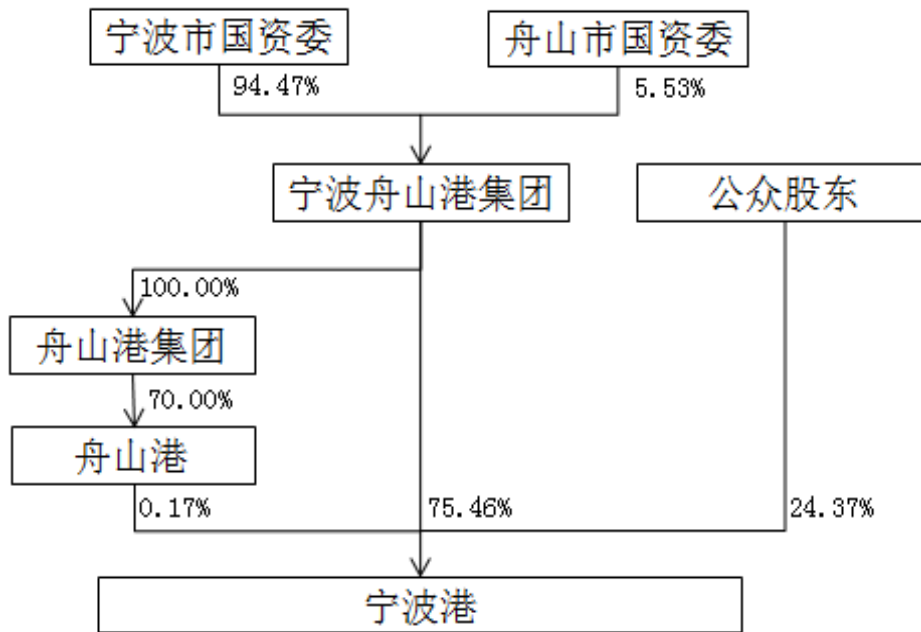 宁波市国资委
舟山市国资委
94.47%
5.53%
宁波舟山港集团
公众股东
100.00%
舟山港集团
70.00%
舟山港
0.17%
75.46%
24.37%
宁波港